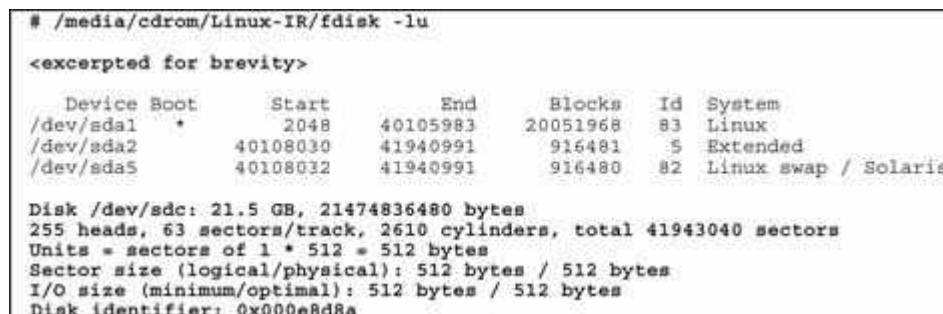 # /media/cdrom/Linux-IR/fdisk -lu
<excerpted for brevity>
Device Boot Start End Blocks Id System
/dev/sda1 * 2048 40105983 20051968 83 Linux
/dev/sda2 40108030 41940991 916481 5 Extended
/dev/sda5 40108032 41940991 916480 82 Linux swap / Solaris
Disk /dev/sdc: 21.5 GB, 21474836480 bytes
255 heads, 63 sectors/track, 2610 cylinders, total 41943040 sectors
Units = sectors of 1 * 512 = 512 bytes
Sector size (logical/physical): 512 bytes / 512 bytes
I/O size (minimum/optimal): 512 bytes / 512 bytes
Disk identifier: 0x000e8d8a